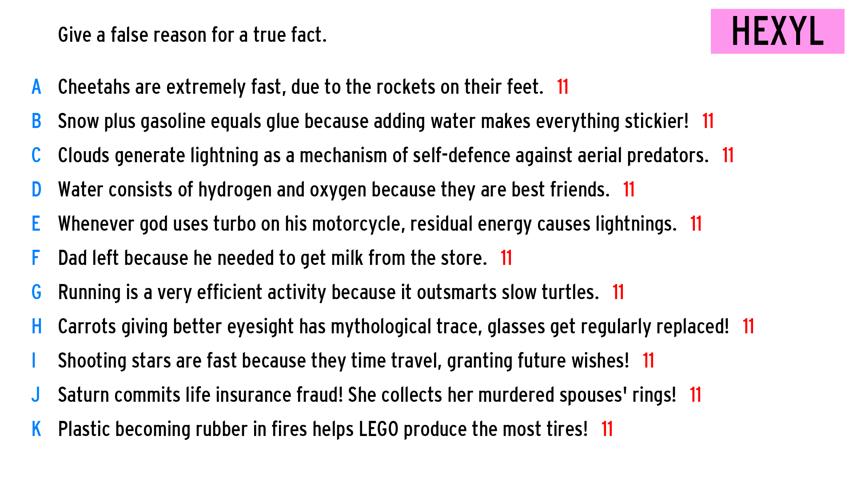 Give a false reason for a true fact.
HEXYL
A Cheetahs are extremely fast, due to the rockets on their feet. 11
B Snow plus gasoline equals glue because adding water makes everything stickier! 11
C Clouds generate lightning as a mechanism of self-defence against aerial predators. 11
D Water consists of hydrogen and oxygen because they are best friends. 11
E Whenever god uses turbo on his motorcycle, residual energy causes lightnings. 11
F Dad left because he needed to get milk from the store. 11
G Running is a very efficient activity because it outsmarts slow turtles. 11
H Carrots giving better eyesight has mythological trace, glasses get regularly replaced! 11
I Shooting stars are fast because they time travel, granting future wishes! 11
J Saturn commits life insurance fraud! She collects her murdered spouses' rings! 11
K Plastic becoming rubber in fires helps LEGO produce the most tires! 11